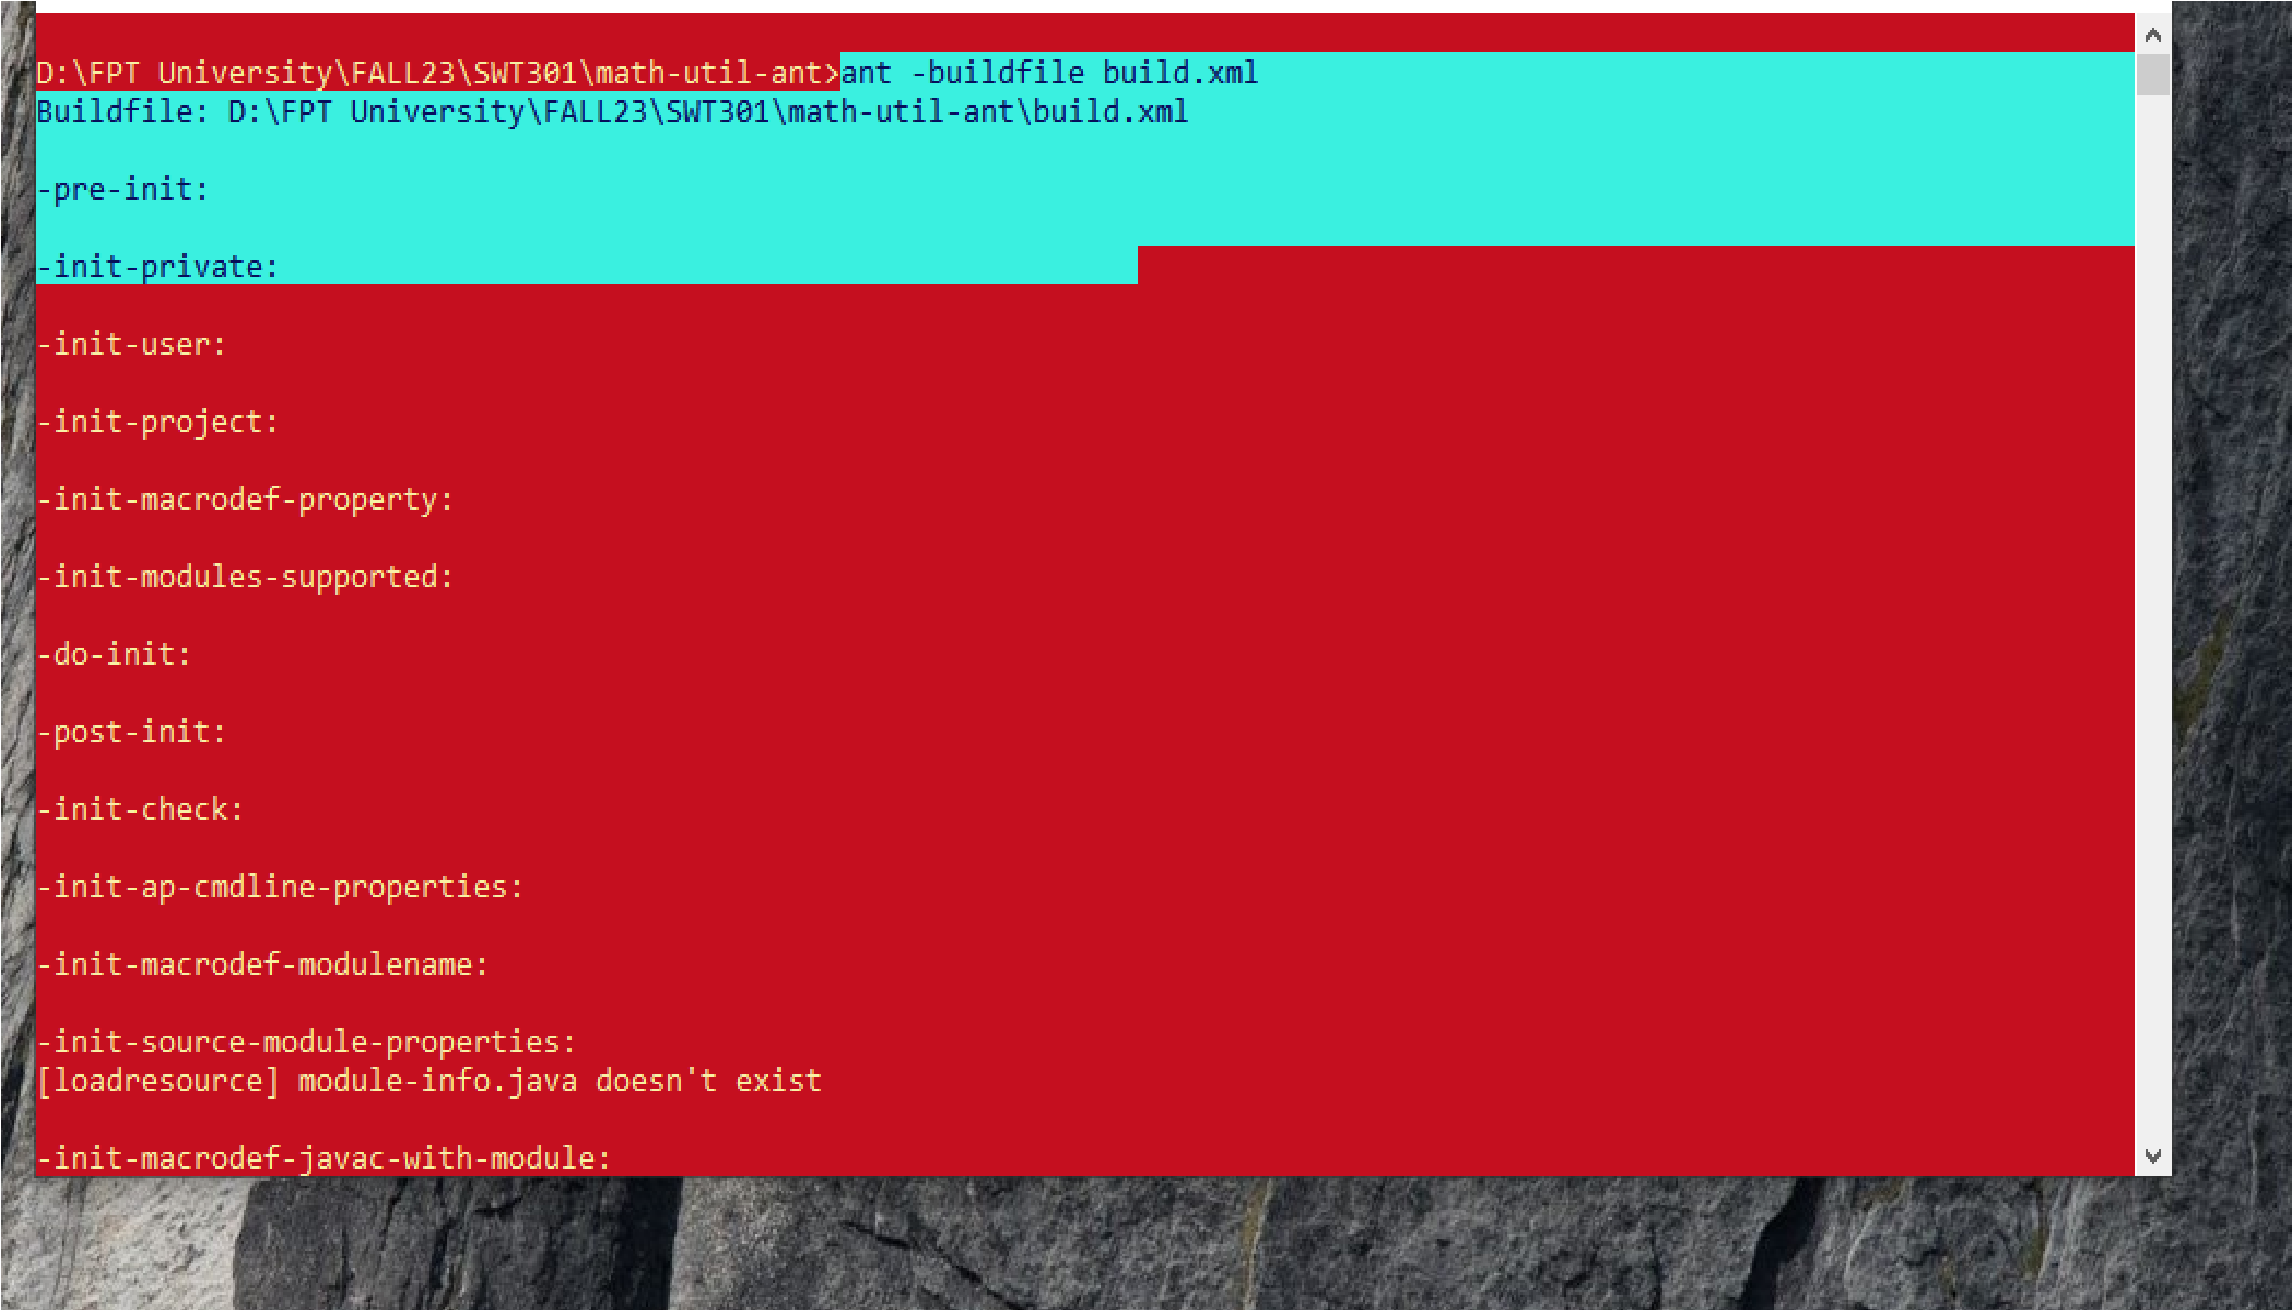 D:\FPT University\FALL23\SWT301\math-util-ant>ant -buildfile build.xml
Buildfile: D:\FPT University\FALL23\SWT301\math-util-ant\build.xml
-pre-init:
-init-private:
-init-user:
-init-project:
-init-macrodef-property:
-init-modules-supported:
-do-init:
-post-init:
-init-check:
-init-ap-cmdline-properties:
-init-macrodef-modulename:
-init-source-module-properties:
[loadresource] module-info.java doesn't exist
-init-macrodef-javac-with-module: